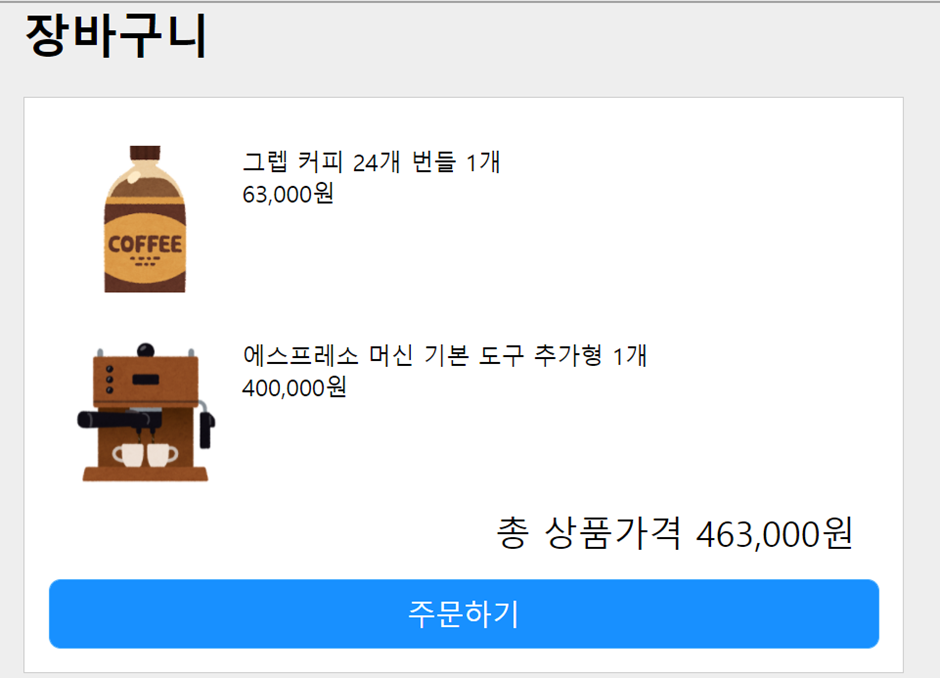 장바구니
그렙 커피 24개 번들 1개
63,000원
COFFEE
에스프레소 머신 기본 도구 추가형 1개
400,000원
총 상품가격 463,000원
주문하기